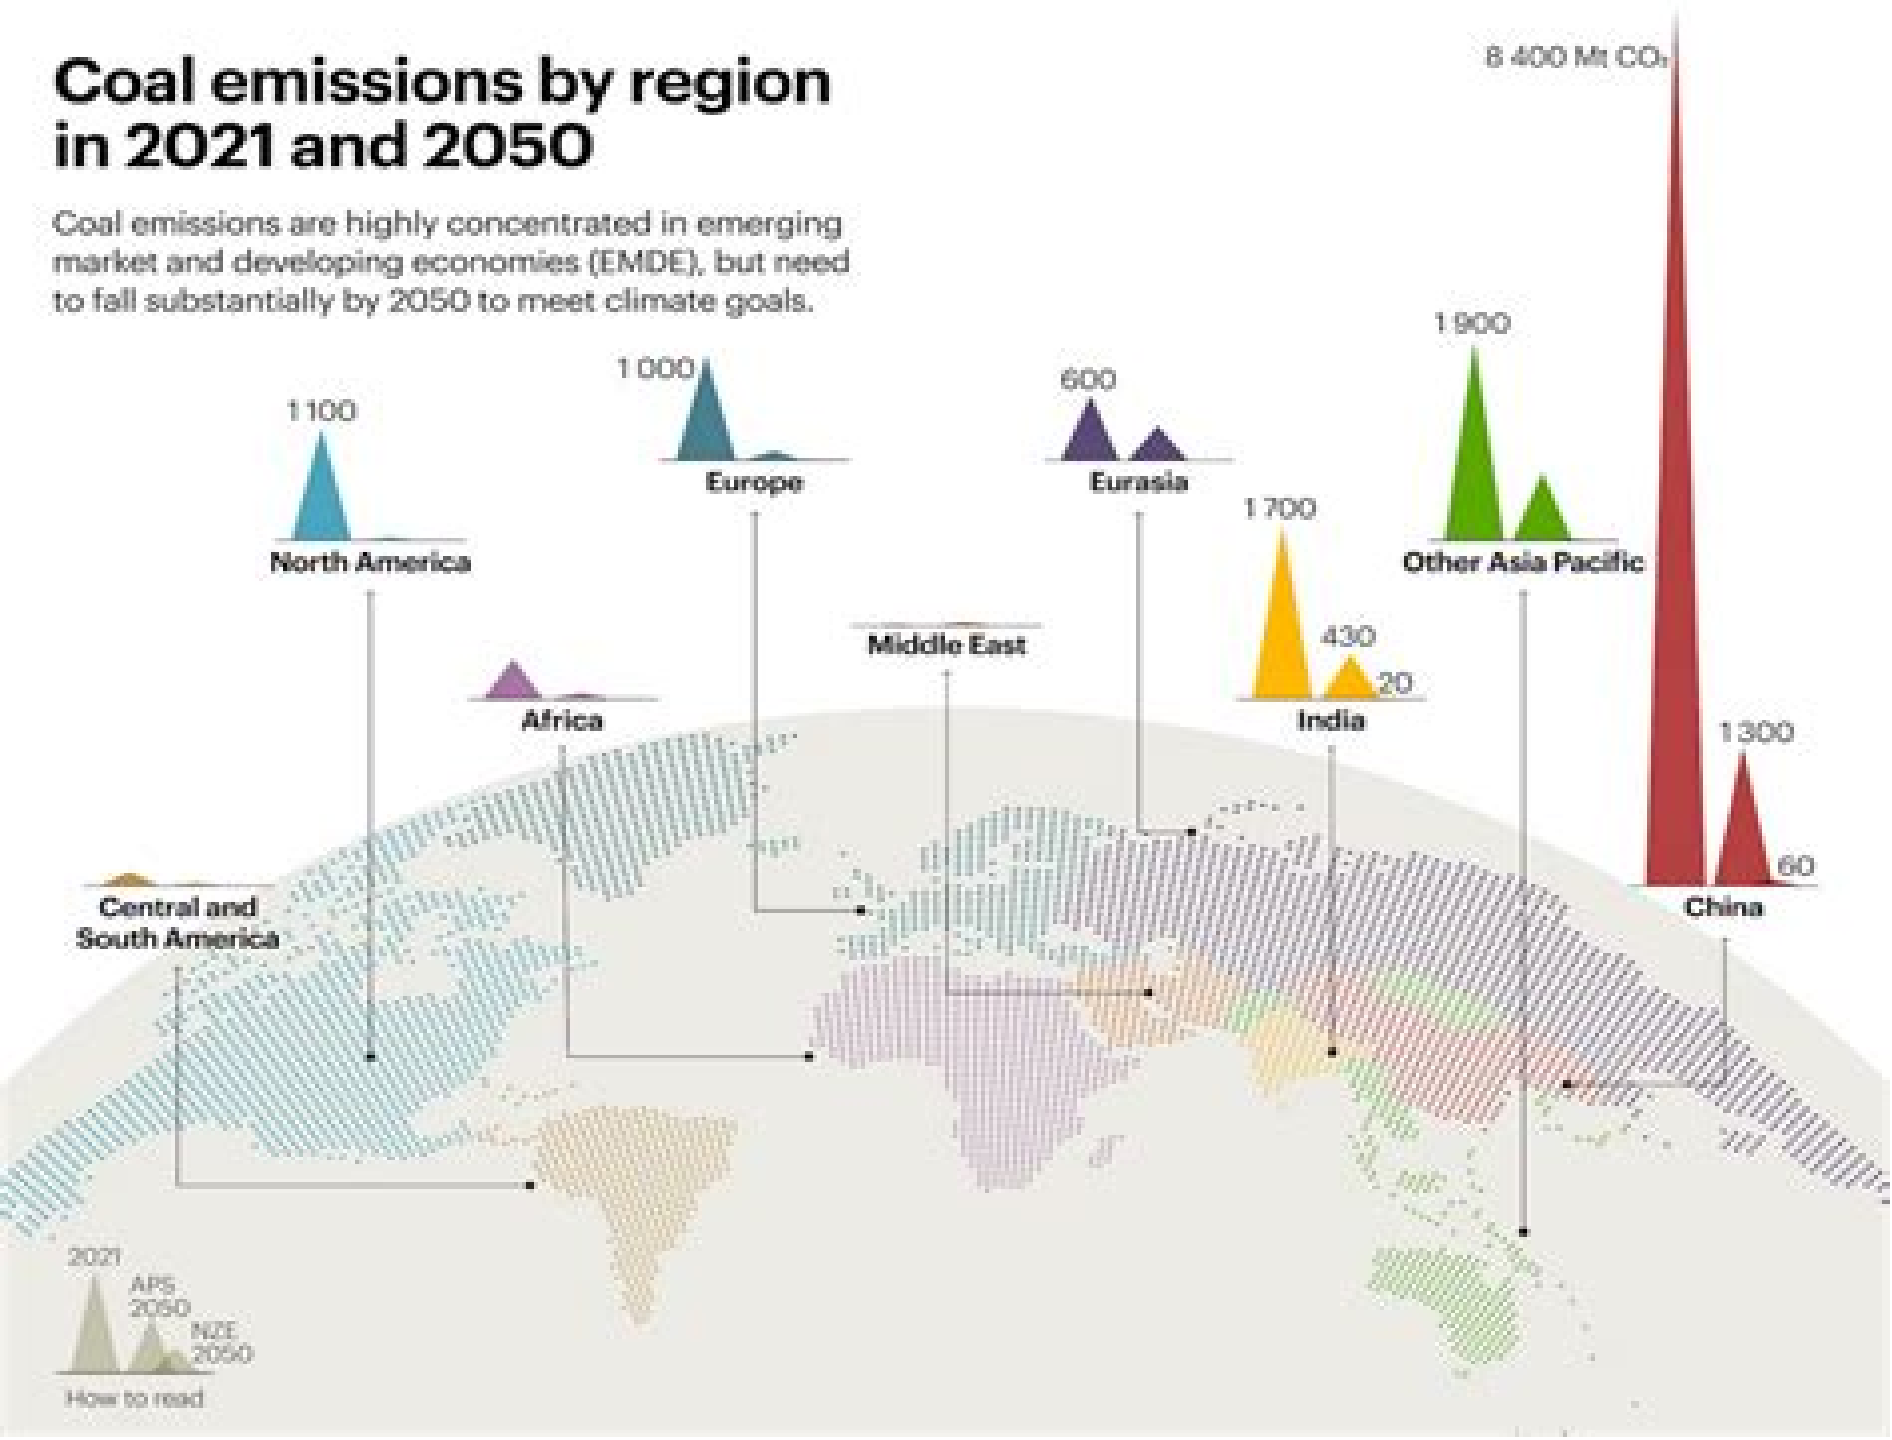 Coal emissions by region
in 2021 and 2050
Coal emissions are highly concentrated in emerging
market and developing economies (EMDE), but need
to fall substantially by 2050 to meet climate goals.
8 400 Mt CO₂
1 900
1 000
600
1 100
Europe
Eurasia
1 700
North America
Other Asia Pacific
430
Middle East
20
Africa
India
1 300
60
Central and
South America
China
2021
APS
2050
NZE
2050
How to read